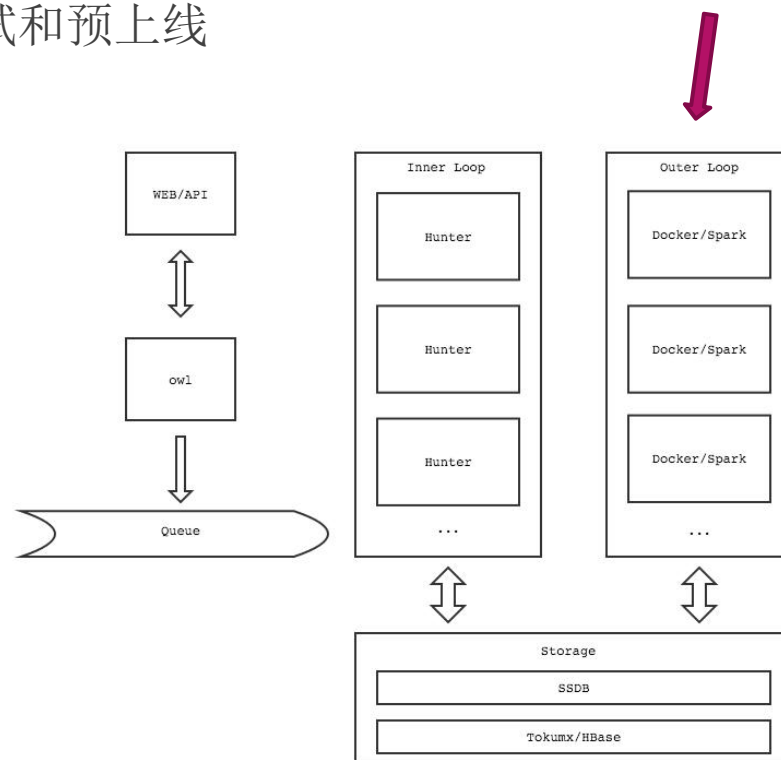 式和预上线
WEB/API
owl
Queue
Inner Loop
Hunter
Hunter
Hunter
...
Outer Loop
Docker/Spark
Docker/Spark
Docker/Spark
...
Storage
SSDB
Tokumx/HBase